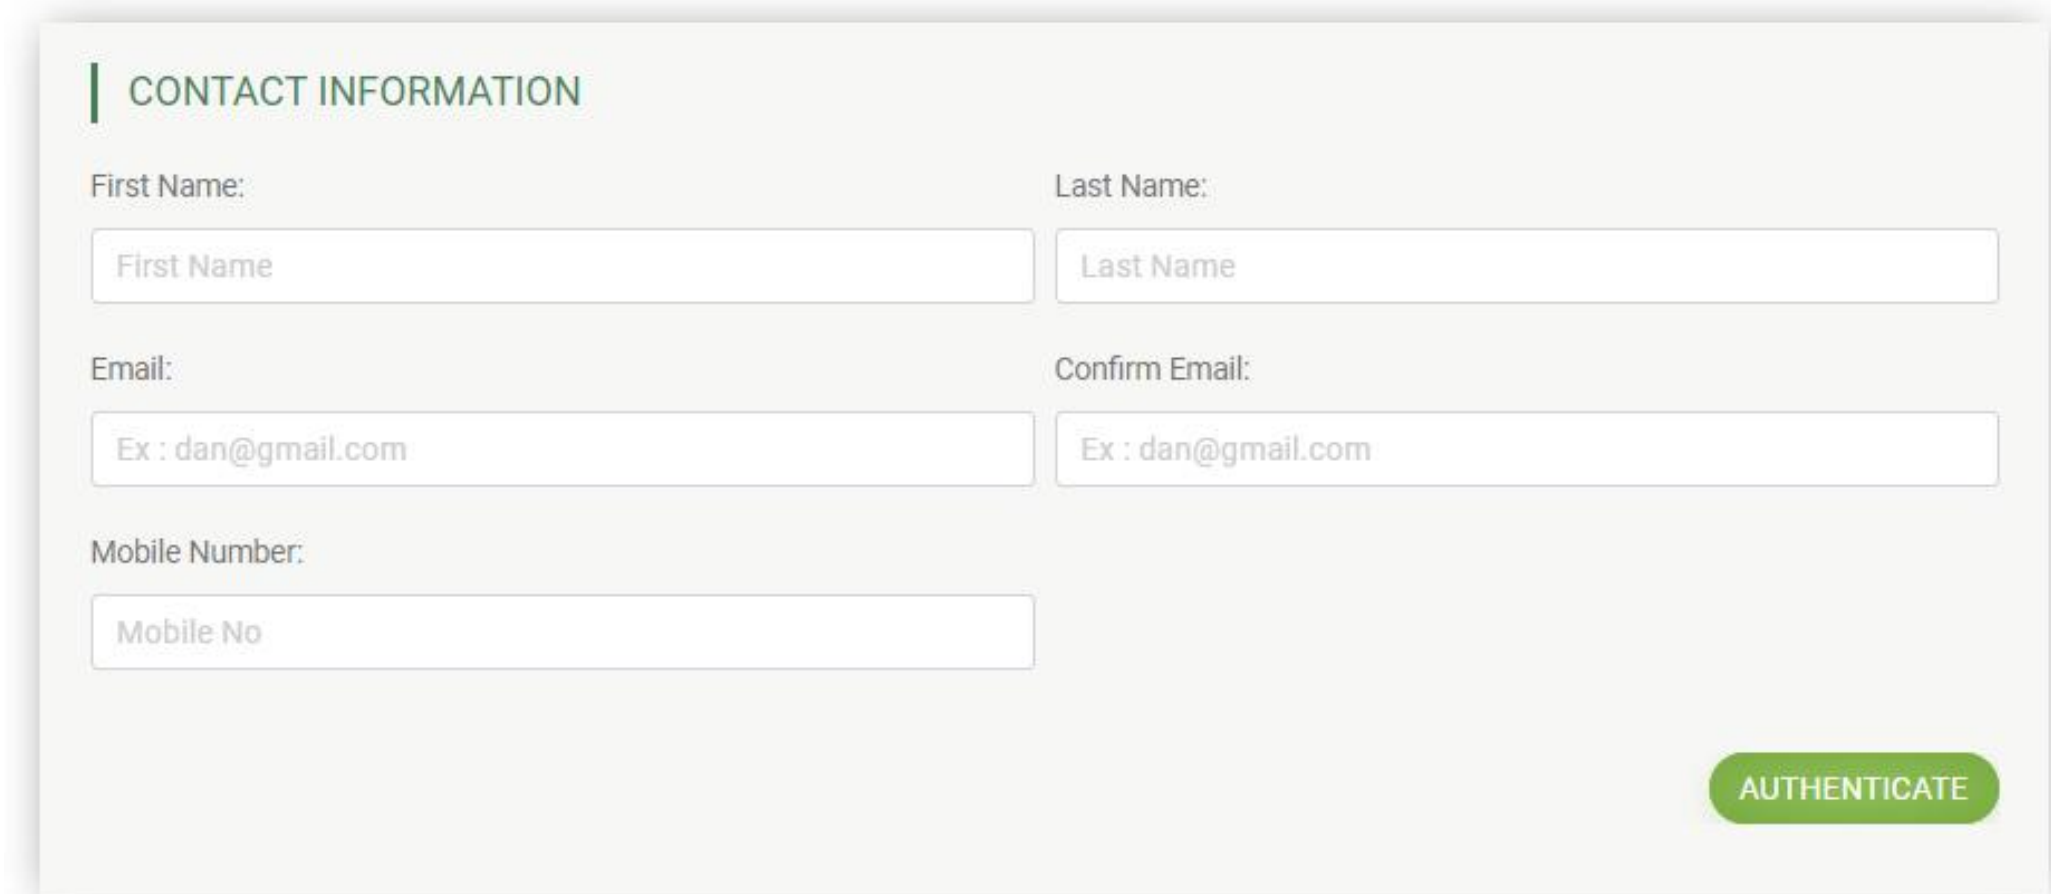 CONTACT INFORMATION
First Name: Last Name:
First Name Last Name
Email: Confirm Email:
Ex : dan@gmail.com Ex : dan@gmail.com
Mobile Number:
Mobile No
AUTHENTICATE